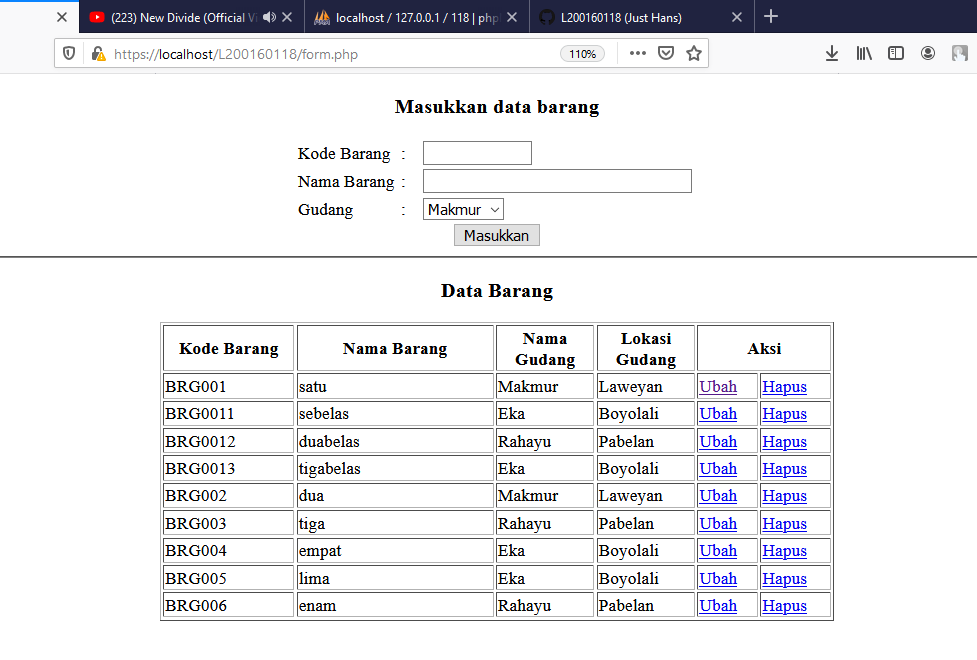 (223) New Divide (Official Vi
localhost / 127.0.0.1 / 118 | php
L200160118 (Just Hans)
https://localhost/L200160118/form.php
110%
Masukkan data barang
Kode Barang :
Nama Barang :
Gudang : Makmur
Masukkan
Data Barang
Kode Barang Nama Barang Nama Gudang Lokasi Gudang Aksi
BRG001 satu Makmur Laweyan Ubah Hapus
BRG0011 sebelas Eka Boyolali Ubah Hapus
BRG0012 duabelas Rahayu Pabelan Ubah Hapus
BRG0013 tigabelas Eka Boyolali Ubah Hapus
BRG002 dua Makmur Laweyan Ubah Hapus
BRG003 tiga Rahayu Pabelan Ubah Hapus
BRG004 empat Eka Boyolali Ubah Hapus
BRG005 lima Eka Boyolali Ubah Hapus
BRG006 enam Rahayu Pabelan Ubah Hapus